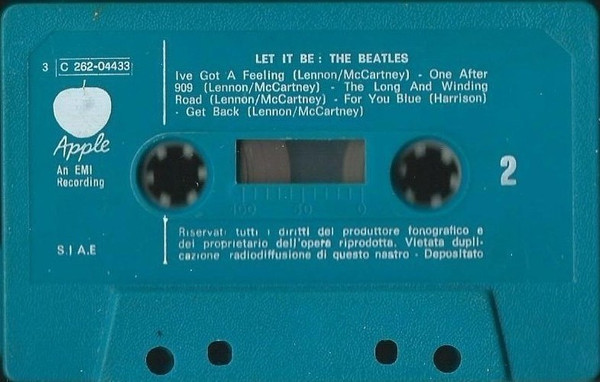 LET IT BE : THE BEATLES
3 C 262-04433
Ive Got A Feeling (Lennon/McCartney) - One After
909 (Lennon/McCartney) - The Long And Winding
Road (Lennon/McCartney) - For You Blue (Harrison)
- Get Back (Lennon/McCartney)
Apple
An EMI
Recording
2
100 50 0
S.I A.E
Riservati tutti i diritti del produttore fonografico e
del proprietario dell'opera riprodotta. Vietata dupli-
cazione radiodiffusione di questo nastro - Depositato